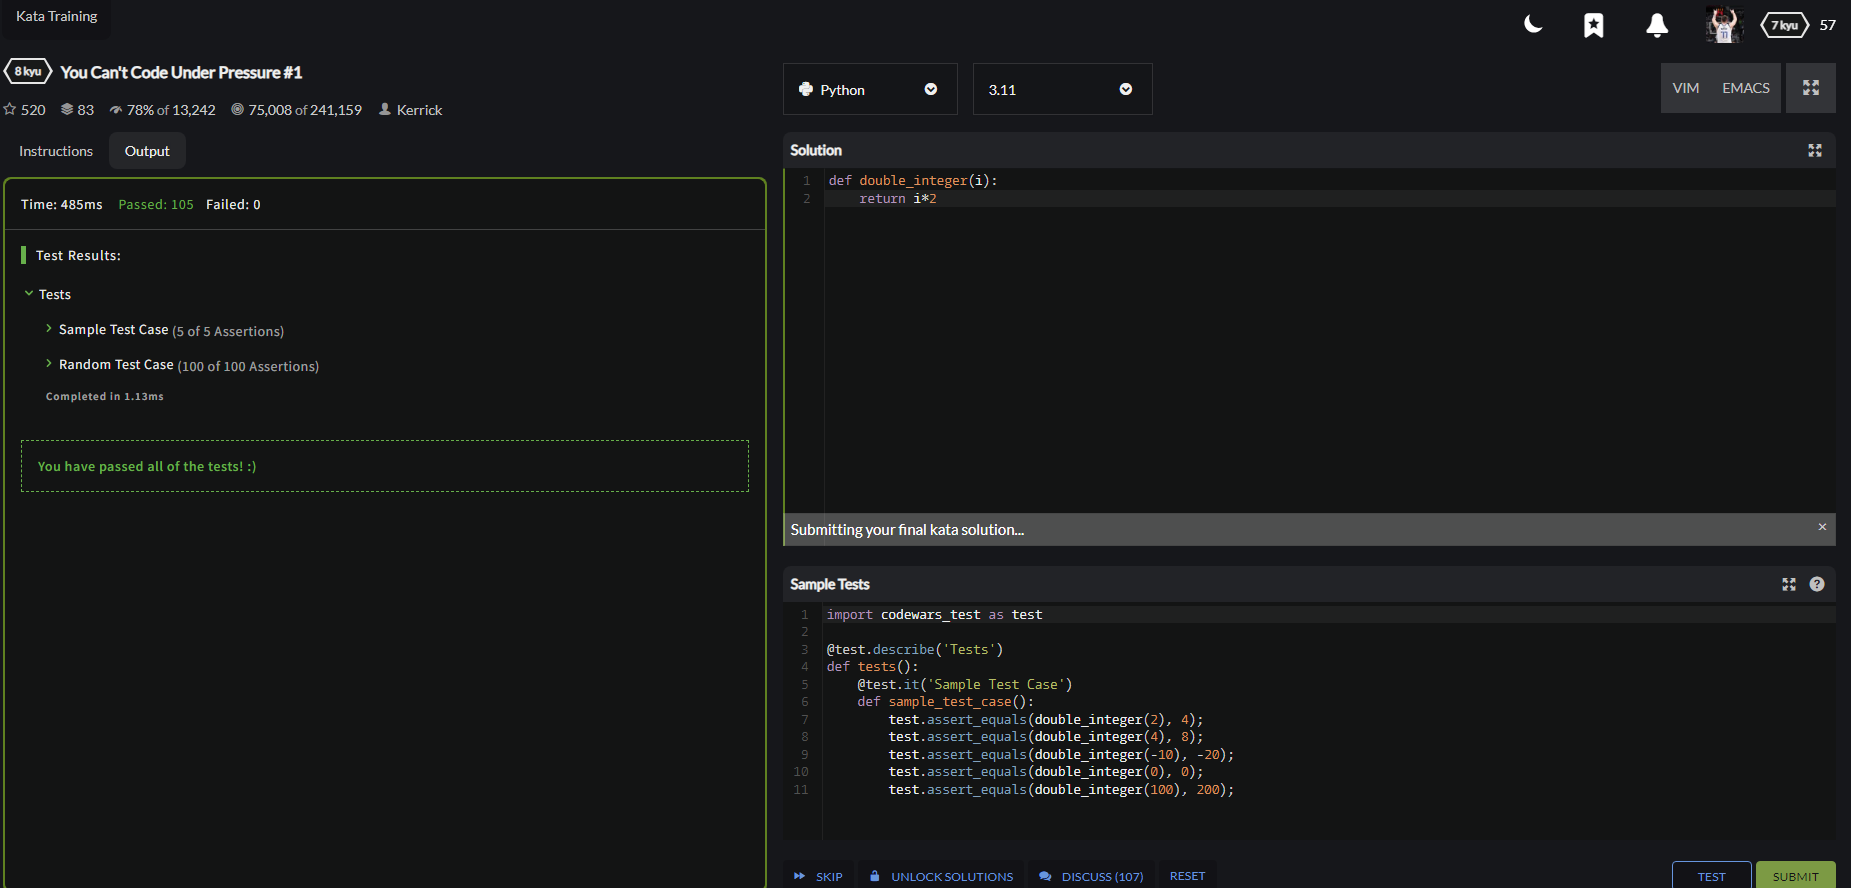 Kata Training
7 kyu 57
8 kyu You Can't Code Under Pressure #1
520 83 78% of 13,242 75,008 of 241,159 Kerrick
Instructions Output
Time: 485ms Passed: 105 Failed: 0
Test Results:
Tests
Sample Test Case (5 of 5 Assertions)
Random Test Case (100 of 100 Assertions)
Completed in 1.13ms
You have passed all of the tests! :)
Python 3.11 VIM EMACS
Solution
1 def double_integer(i):
2     return i*2
Submitting your final kata solution... ×
Sample Tests ?
1 import codewars_test as test
2
3 @test.describe('Tests')
4 def tests():
5     @test.it('Sample Test Case')
6     def sample_test_case():
7         test.assert_equals(double_integer(2), 4);
8         test.assert_equals(double_integer(4), 8);
9         test.assert_equals(double_integer(-10), -20);
10         test.assert_equals(double_integer(0), 0);
11         test.assert_equals(double_integer(100), 200);
SKIP UNLOCK SOLUTIONS DISCUSS (107) RESET TEST SUBMIT